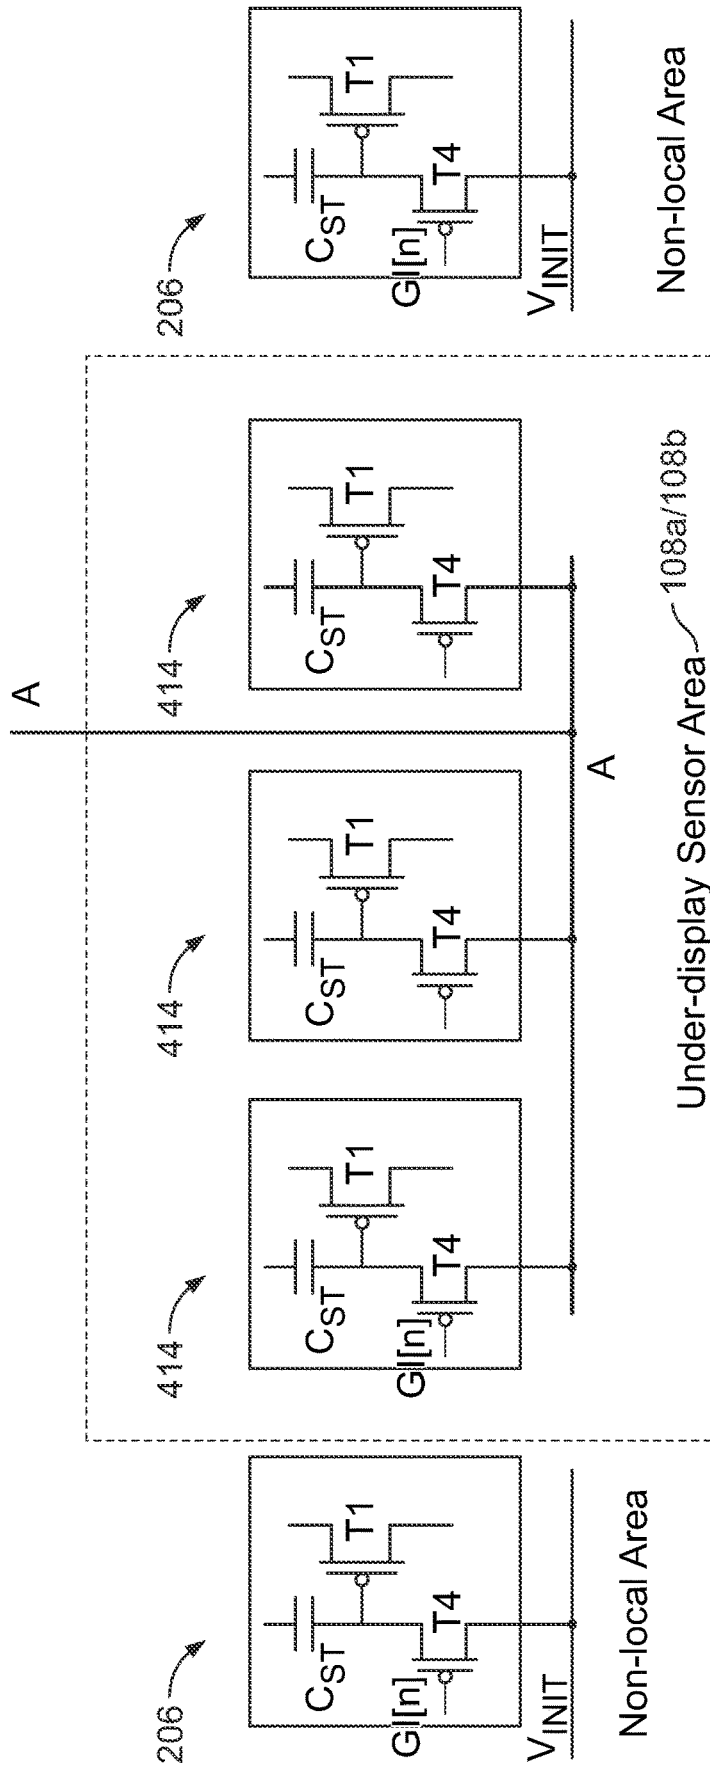 A
206
414
414
414
206
CST
T1
CST
T1
CST
T1
CST
T1
CST
T1
GI[n]
T4
GI[n]
T4
T4
T4
GI[n]
T4
VINIT
A
VINIT
Non-local Area
Under-display Sensor Area
108a/108b
Non-local Area